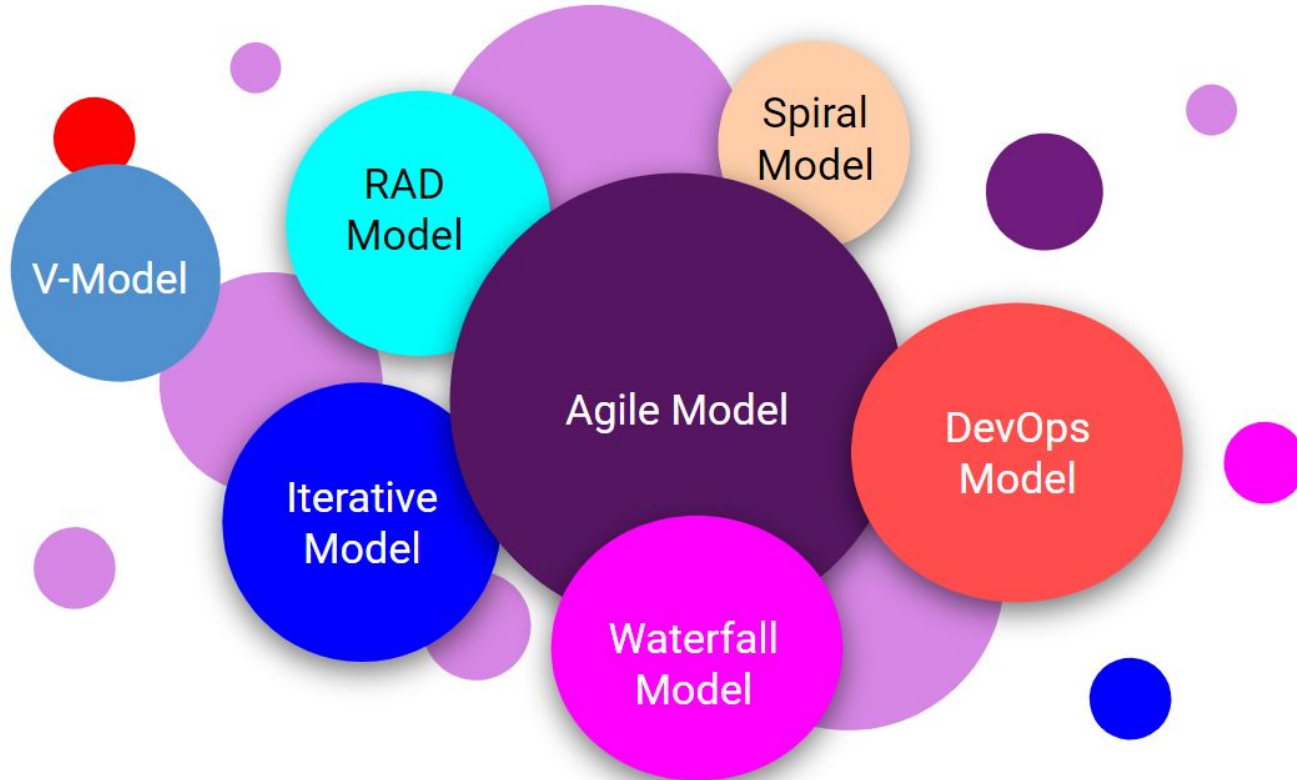 Spiral
Model
RAD
Model
V-Model
Agile Model
DevOps
Model
Iterative
Model
Waterfall
Model